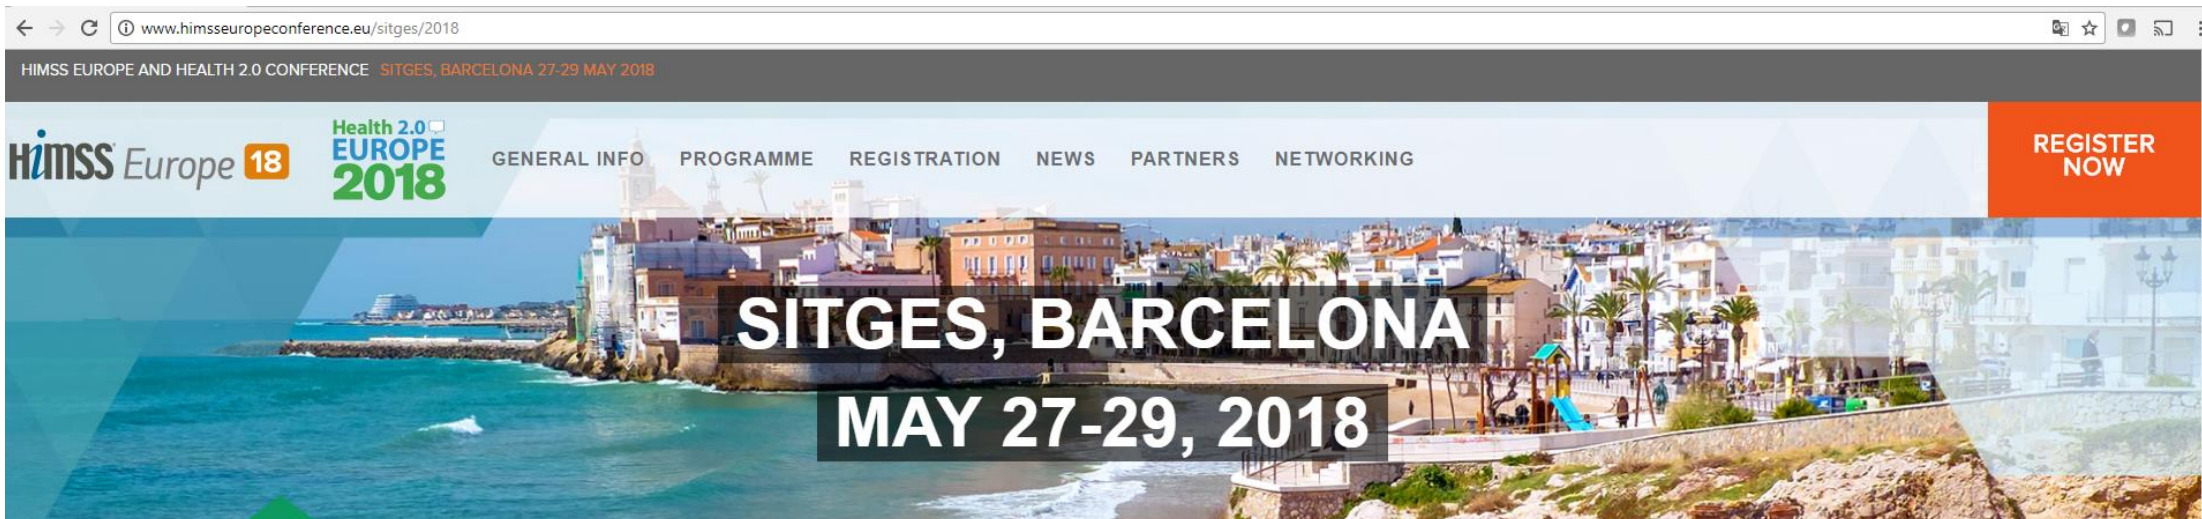 www.himsseuropeconference.eu/sitges/2018
HIMSS EUROPE AND HEALTH 2.0 CONFERENCE SITGES, BARCELONA 27-29 MAY 2018
HIMSS Europe 18
Health 2.0
EUROPE
2018
GENERAL INFO PROGRAMME REGISTRATION NEWS PARTNERS NETWORKING
REGISTER
NOW
SITGES, BARCELONA
MAY 27-29, 2018